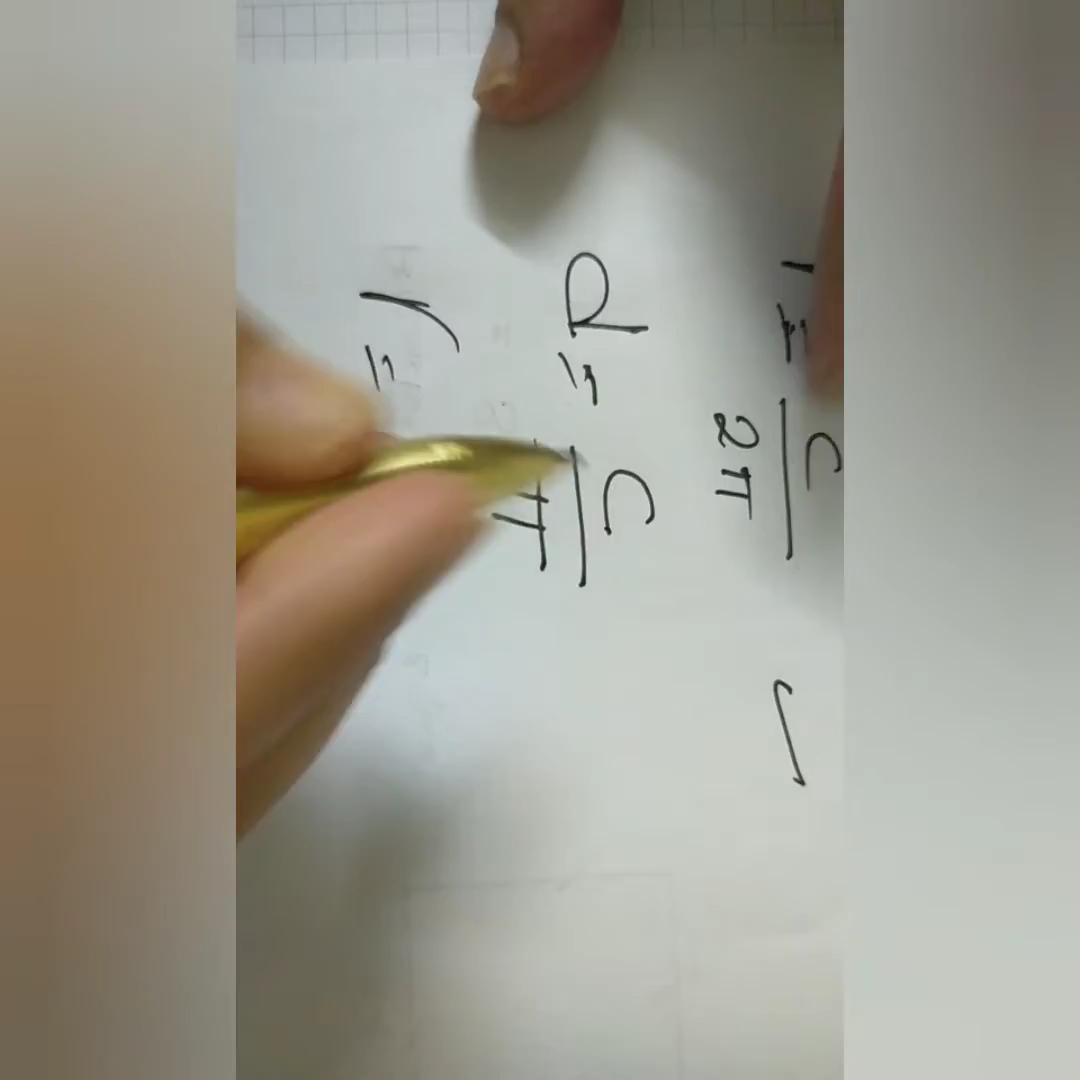 r = C
2π
d = C
π
r =